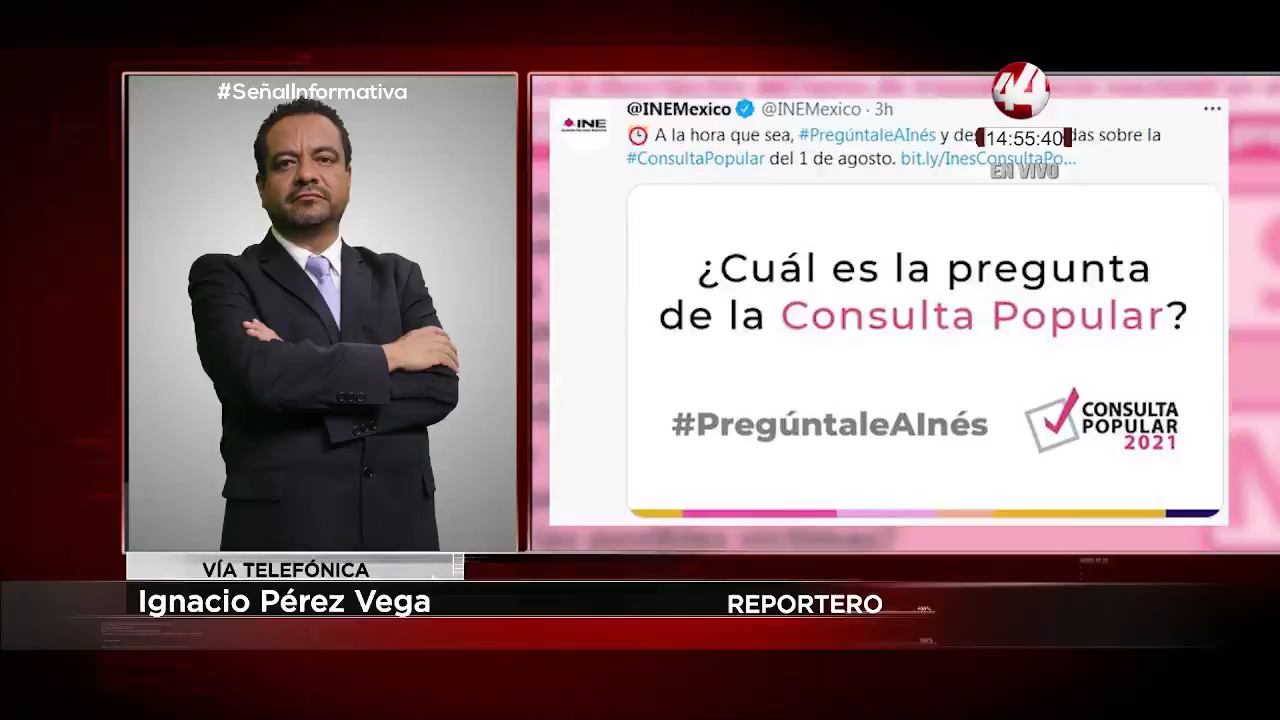 #SeñalInformativa
44
14:55:40
EN VIVO
INE
@INEMexico @INEMexico · 3h
A la hora que sea, #PregúntaleAInés y das sobre la
#ConsultaPopular del 1 de agosto. bit.ly/InesConsultaPo...
¿Cuál es la pregunta
de la Consulta Popular?
#PregúntaleAInés
CONSULTA
POPULAR
2021
VÍA TELEFÓNICA
Ignacio Pérez Vega
REPORTERO